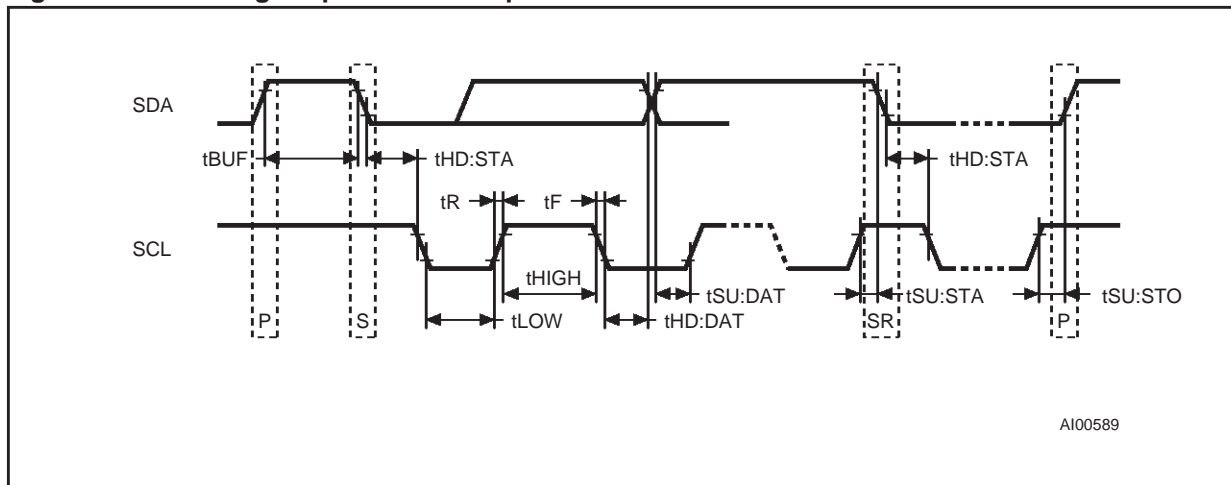 SDA
tBUF
tHD:STA
tHD:STA
tR
tF
SCL
tHIGH
tSU:DAT
tSU:STA
tSU:STO
P
S
tLOW
tHD:DAT
SR
P
AI00589